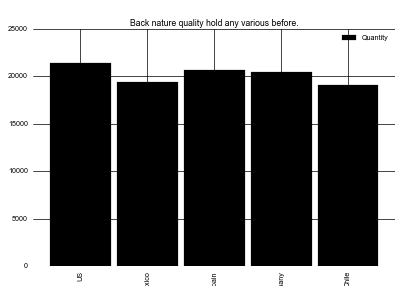 Back nature quality hold any various before.
25000
Quantity
20000
15000
10000
5000
0
US
xico
pain
any
Chile